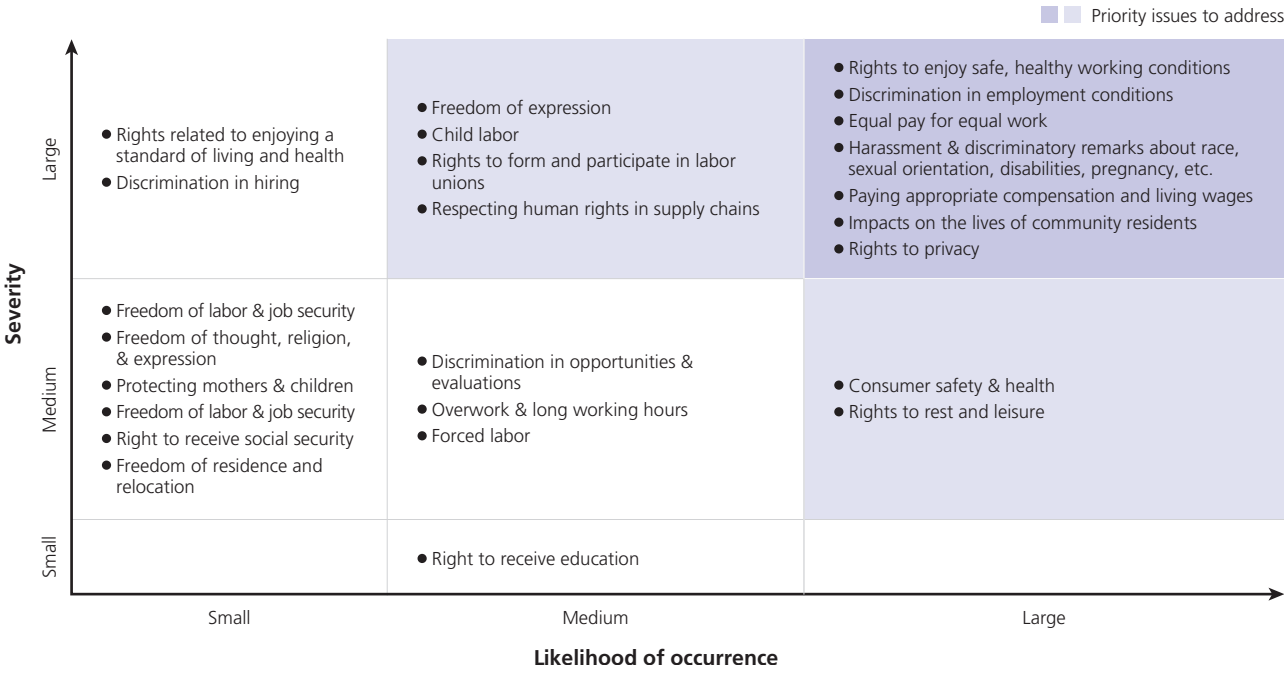 Priority issues to address
Severity
Large
● Rights related to enjoying a
standard of living and health
● Discrimination in hiring
● Freedom of expression
● Child labor
● Rights to form and participate in labor
unions
● Respecting human rights in supply chains
● Rights to enjoy safe, healthy working conditions
● Discrimination in employment conditions
● Equal pay for equal work
● Harassment & discriminatory remarks about race,
sexual orientation, disabilities, pregnancy, etc.
● Paying appropriate compensation and living wages
● Impacts on the lives of community residents
● Rights to privacy
Medium
● Freedom of labor & job security
● Freedom of thought, religion,
& expression
● Protecting mothers & children
● Freedom of labor & job security
● Right to receive social security
● Freedom of residence and
relocation
● Discrimination in opportunities &
evaluations
● Overwork & long working hours
● Forced labor
● Consumer safety & health
● Rights to rest and leisure
Small
● Right to receive education
Small
Medium
Large
Likelihood of occurrence